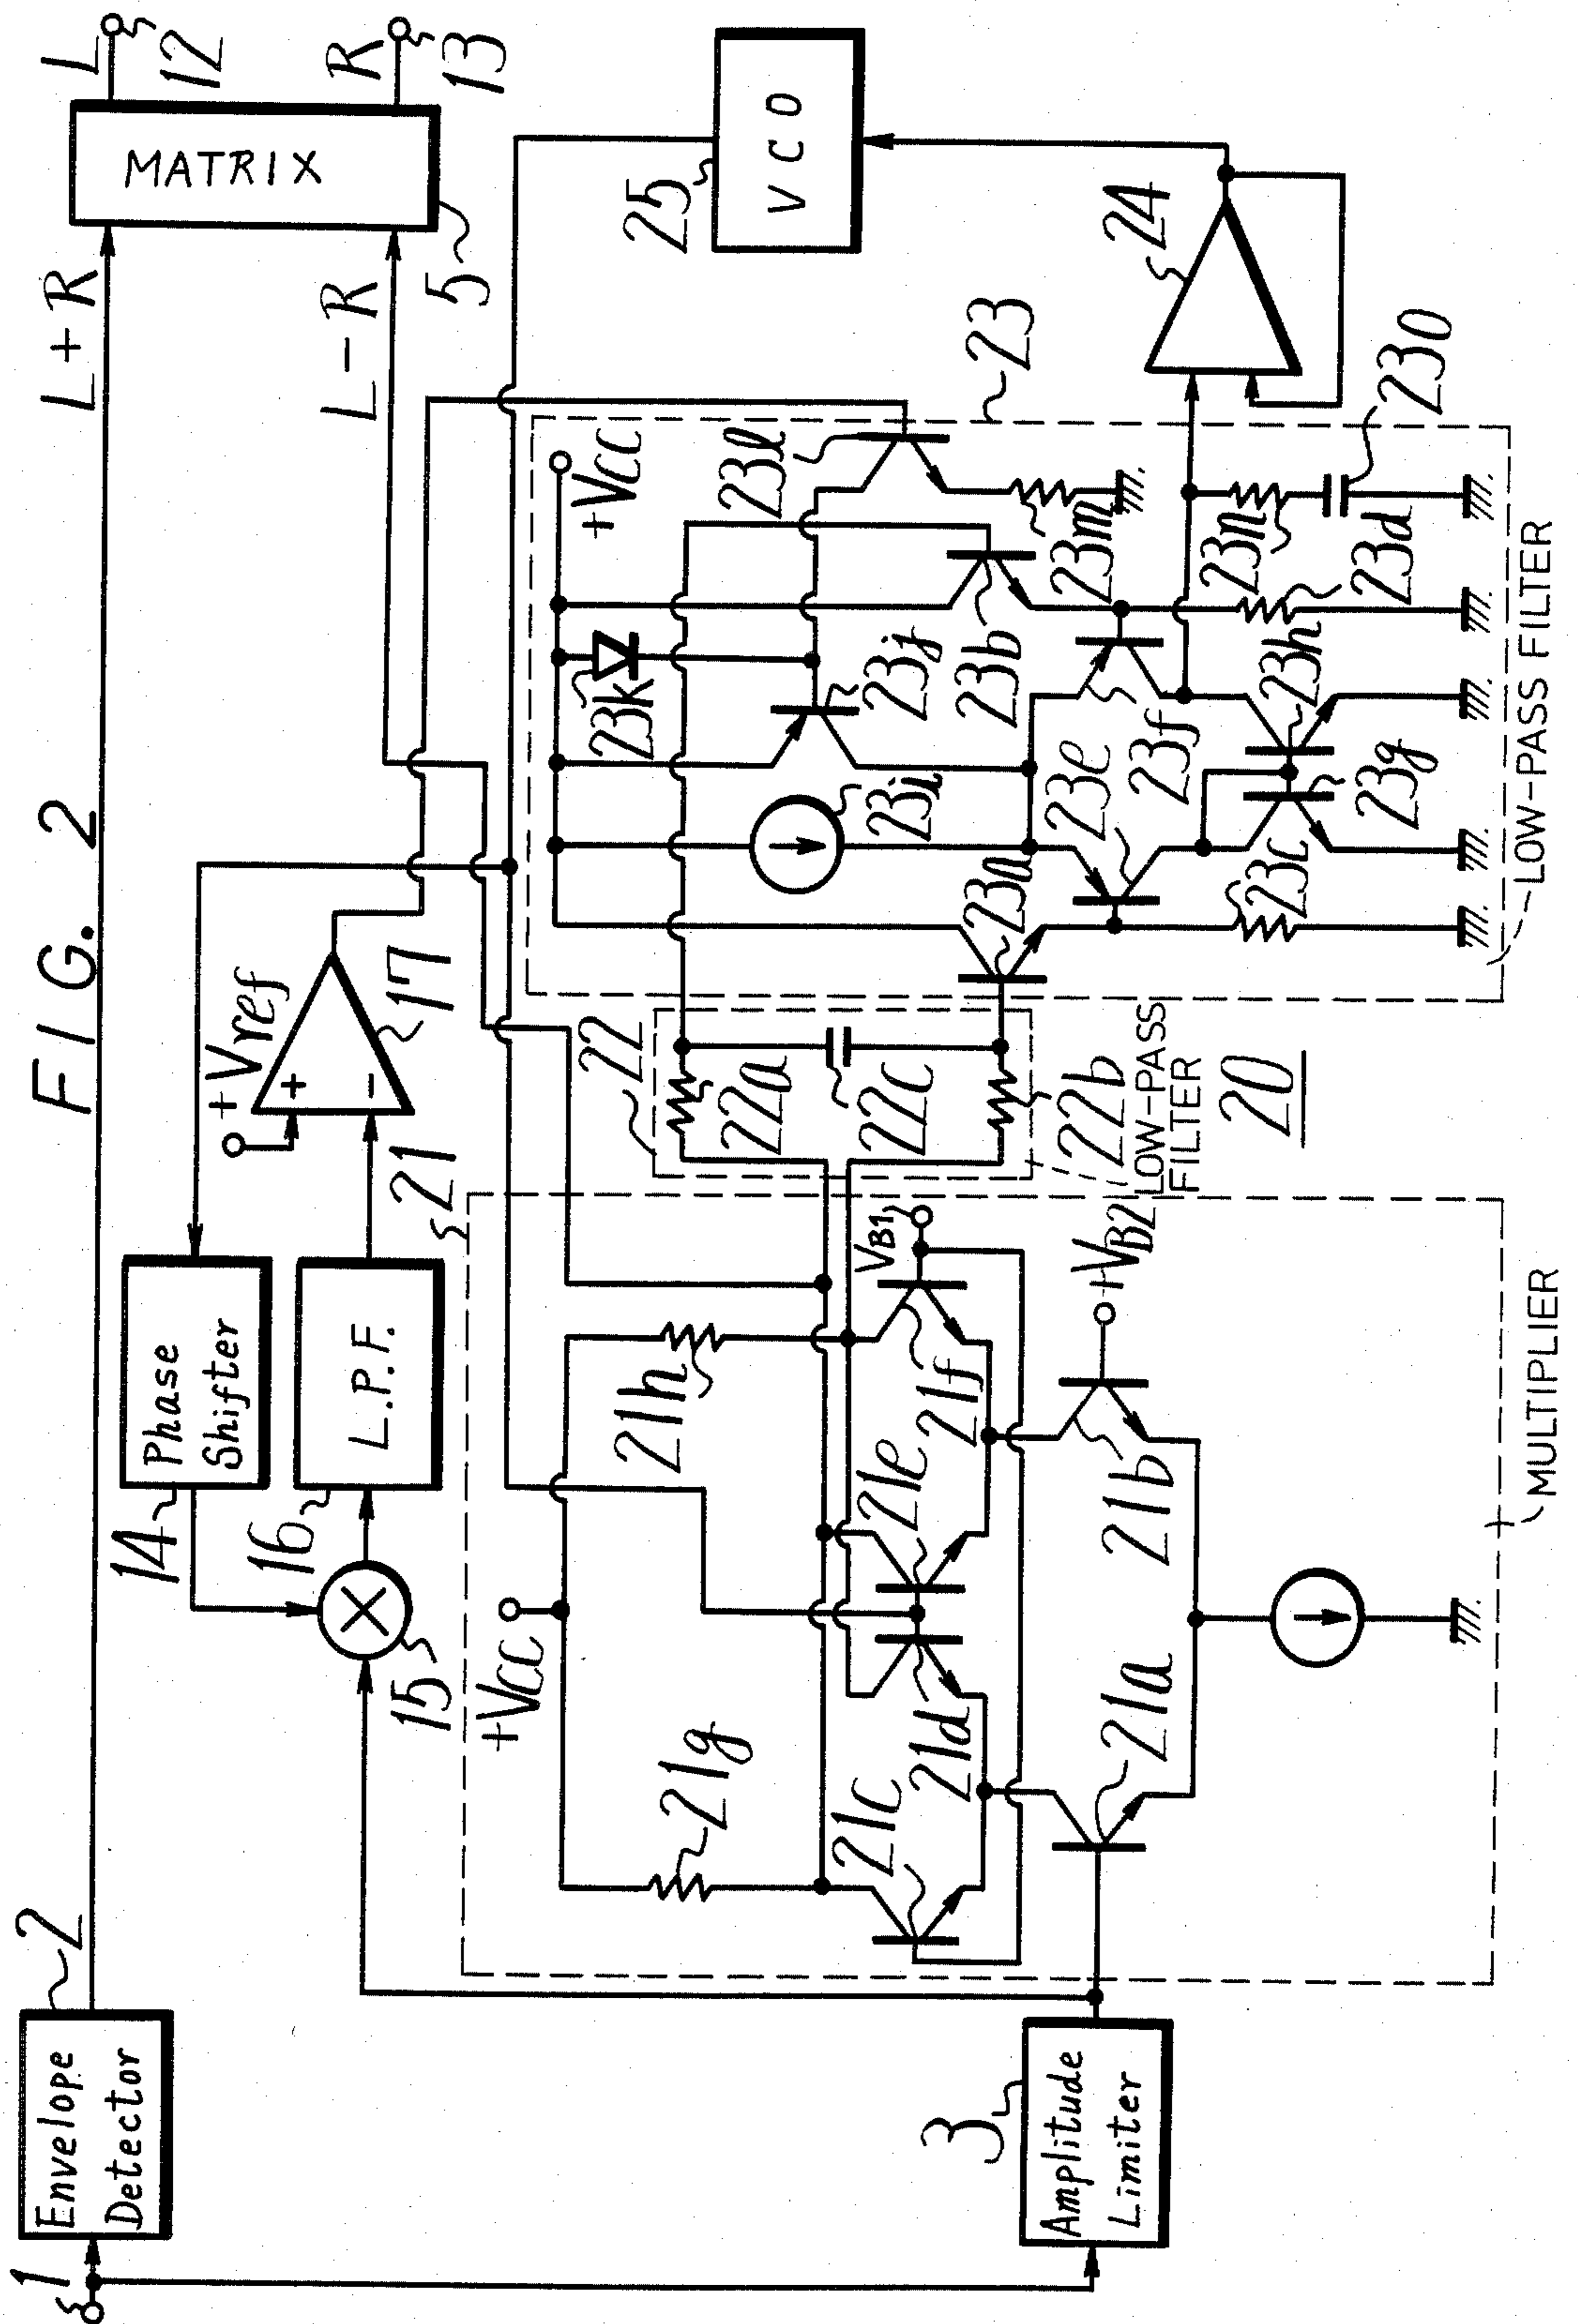 FIG. 2
1
Envelope
Detector
2
L+R
MATRIX
5
L
12
R
13
L-R
Phase
Shifter
14
15
16
L.P.F.
+Vref
+
-
17
25
VCO
24
3
Amplitude
Limiter
21
+Vcc
21g
21h
21c
21d
21e
21f
VB1
21a
21b
+VB2
MULTIPLIER
20
22
22a
22c
22b
LOW-PASS
FILTER
23
+Vcc
23k
23l
23j
23i
23b
23m
23a
23e
23f
23n
23o
23d
23h
23g
23c
LOW-PASS FILTER